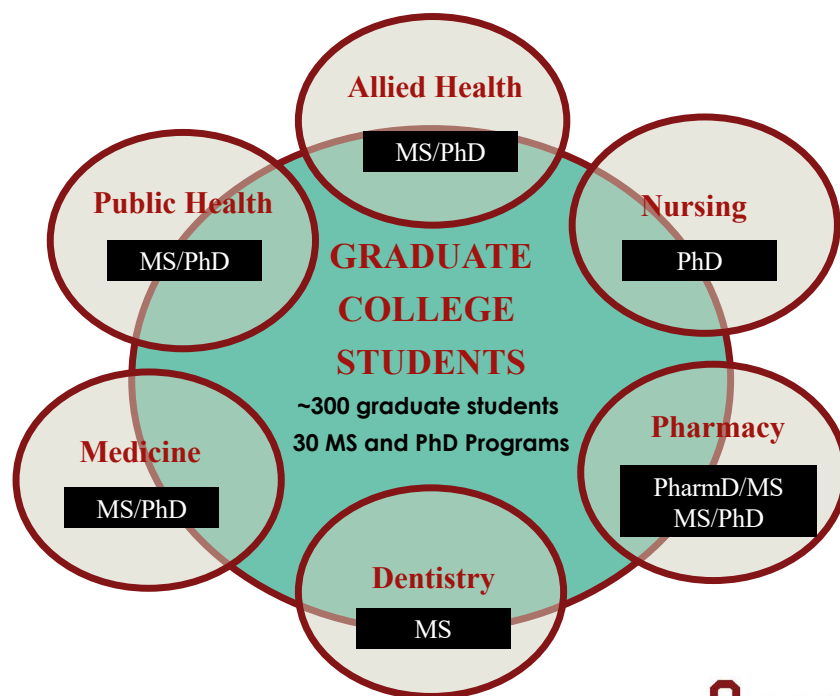 Allied Health
MS/PhD
Public Health
MS/PhD
Nursing
PhD
GRADUATE
COLLEGE
STUDENTS
~300 graduate students
30 MS and PhD Programs
Medicine
MS/PhD
Pharmacy
PharmD/MS
MS/PhD
Dentistry
MS